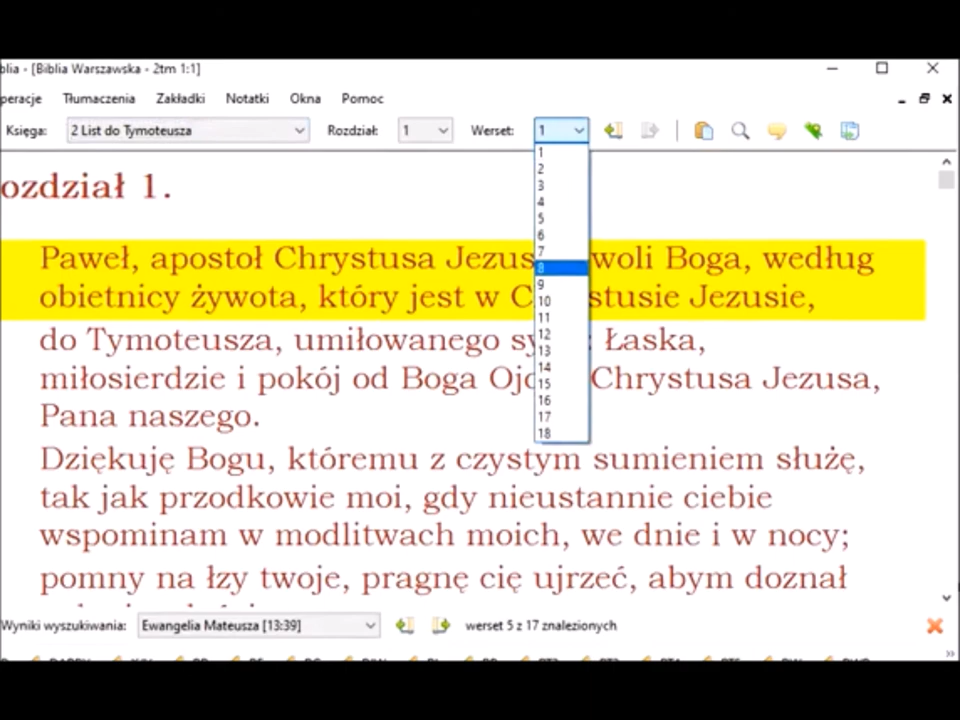 blia - [Biblia Warszawska - 2tm 1:1]
peracje Tłumaczenia Zakładki Notatki Okna Pomoc
Księga: 2 List do Tymoteusza Rozdział: 1 Werset: 1
1
2
3
4
5
6
7
8
9
10
11
12
13
14
15
16
17
18
ozdział 1.
Paweł, apostoł Chrystusa Jezus woli Boga, według
obietnicy żywota, który jest w C stusie Jezusie,
do Tymoteusza, umiłowanego sy : Łaska,
miłosierdzie i pokój od Boga Ojc Chrystusa Jezusa,
Pana naszego.
Dziękuję Bogu, któremu z czystym sumieniem służę,
tak jak przodkowie moi, gdy nieustannie ciebie
wspominam w modlitwach moich, we dnie i w nocy;
pomny na łzy twoje, pragnę cię ujrzeć, abym doznał
Wyniki wyszukiwania: Ewangelia Mateusza [13:39] werset 5 z 17 znalezionych